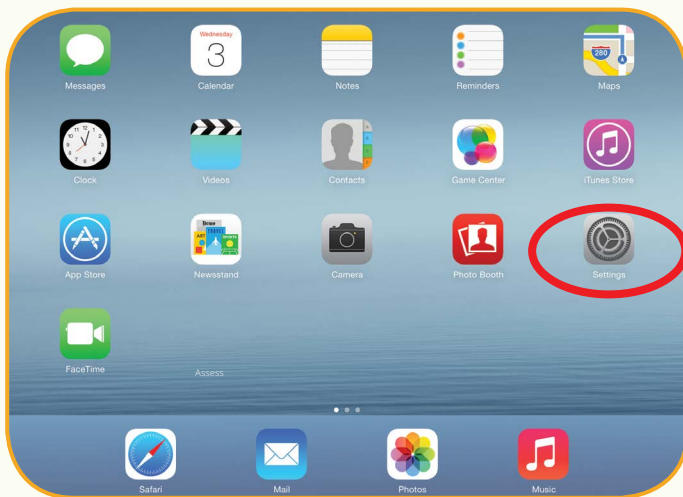 Wednesday
3
280
Messages
Calendar
Notes
Reminders
Maps
Clock
Videos
Contacts
Game Center
iTunes Store
App Store
Newsstand
Camera
Photo Booth
Settings
FaceTime
Assess
Safari
Mail
Photos
Music